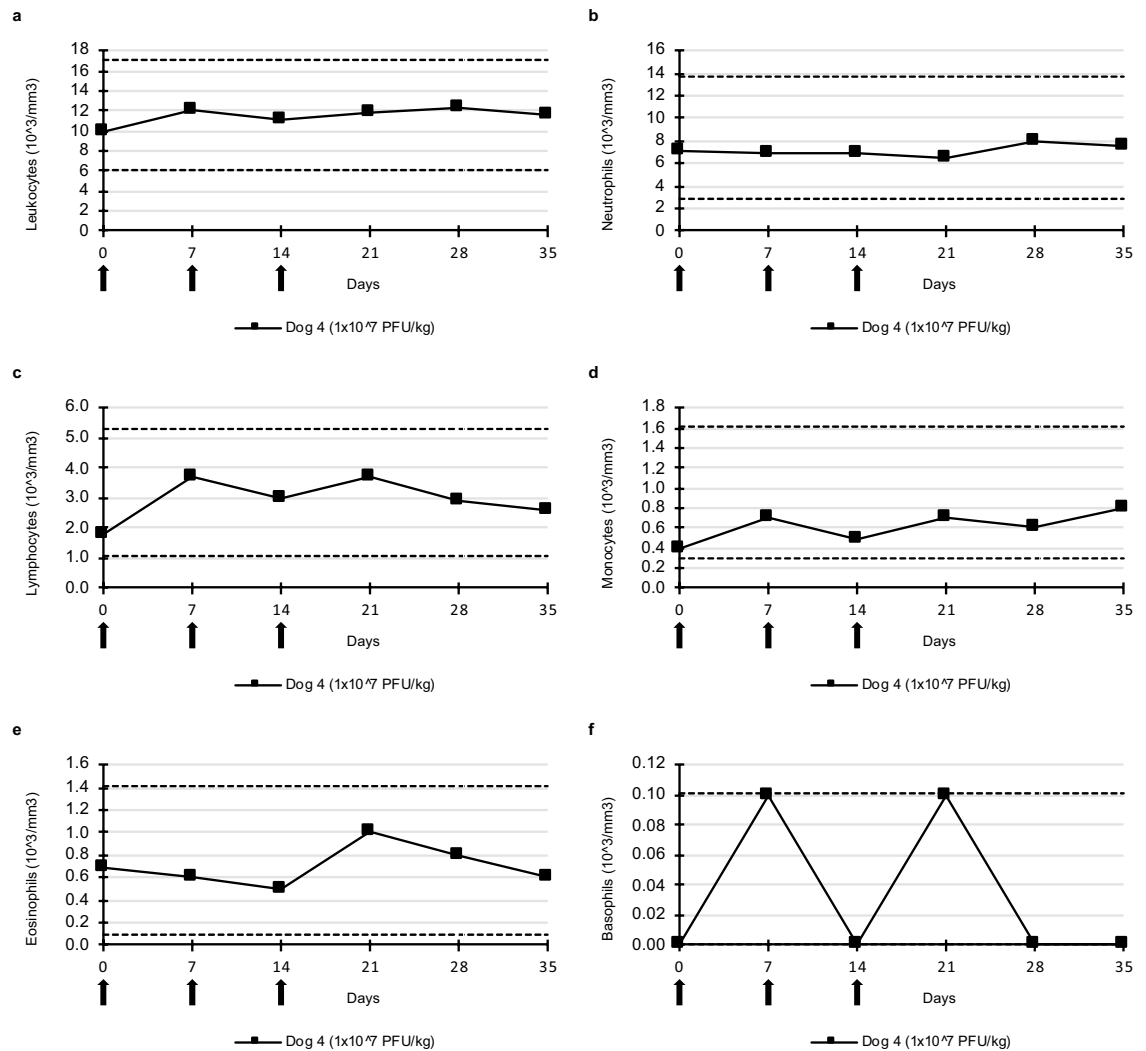 a
Leukocytes (10^3/mm3)
18
16
14
12
10
8
6
4
2
0
0 7 14 21 28 35
Days
Dog 4 (1x10^7 PFU/kg)
b
Neutrophils (10^3/mm3)
16
14
12
10
8
6
4
2
0
0 7 14 21 28 35
Days
Dog 4 (1x10^7 PFU/kg)
c
Lymphocytes (10^3/mm3)
6.0
5.0
4.0
3.0
2.0
1.0
0.0
0 7 14 21 28 35
Days
Dog 4 (1x10^7 PFU/kg)
d
Monocytes (10^3/mm3)
1.8
1.6
1.4
1.2
1.0
0.8
0.6
0.4
0.2
0.0
0 7 14 21 28 35
Days
Dog 4 (1x10^7 PFU/kg)
e
Eosinophils (10^3/mm3)
1.6
1.4
1.2
1.0
0.8
0.6
0.4
0.2
0.0
0 7 14 21 28 35
Days
Dog 4 (1x10^7 PFU/kg)
f
Basophils (10^3/mm3)
0.12
0.10
0.08
0.06
0.04
0.02
0.00
0 7 14 21 28 35
Days
Dog 4 (1x10^7 PFU/kg)